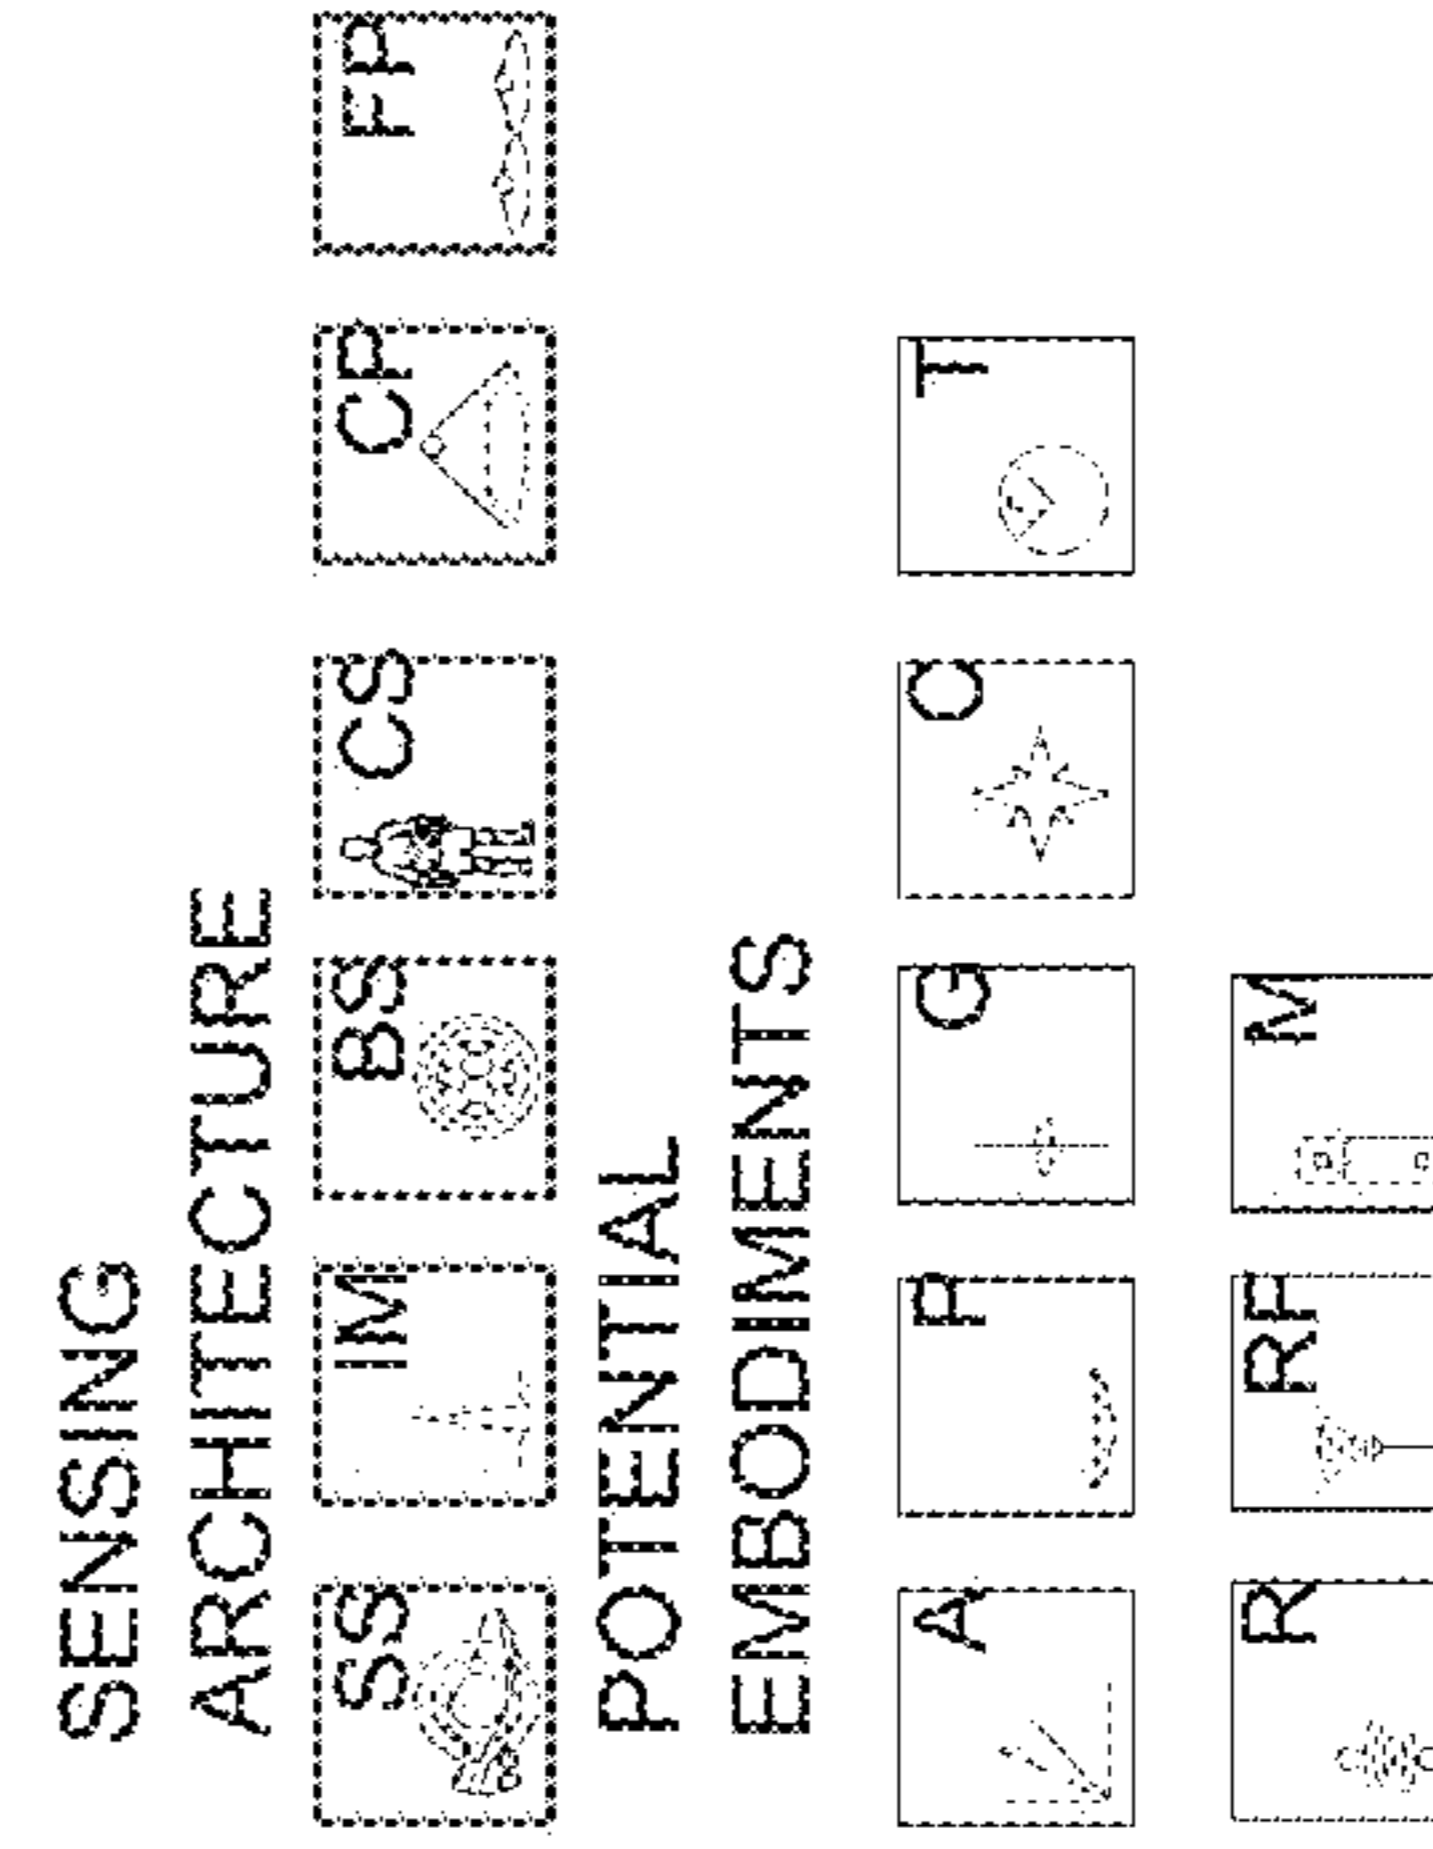 SENSING
ARCHITECTURE
SS IM BS CS CP FP
POTENTIAL
EMBODIMENTS
A P G O T
R RF M